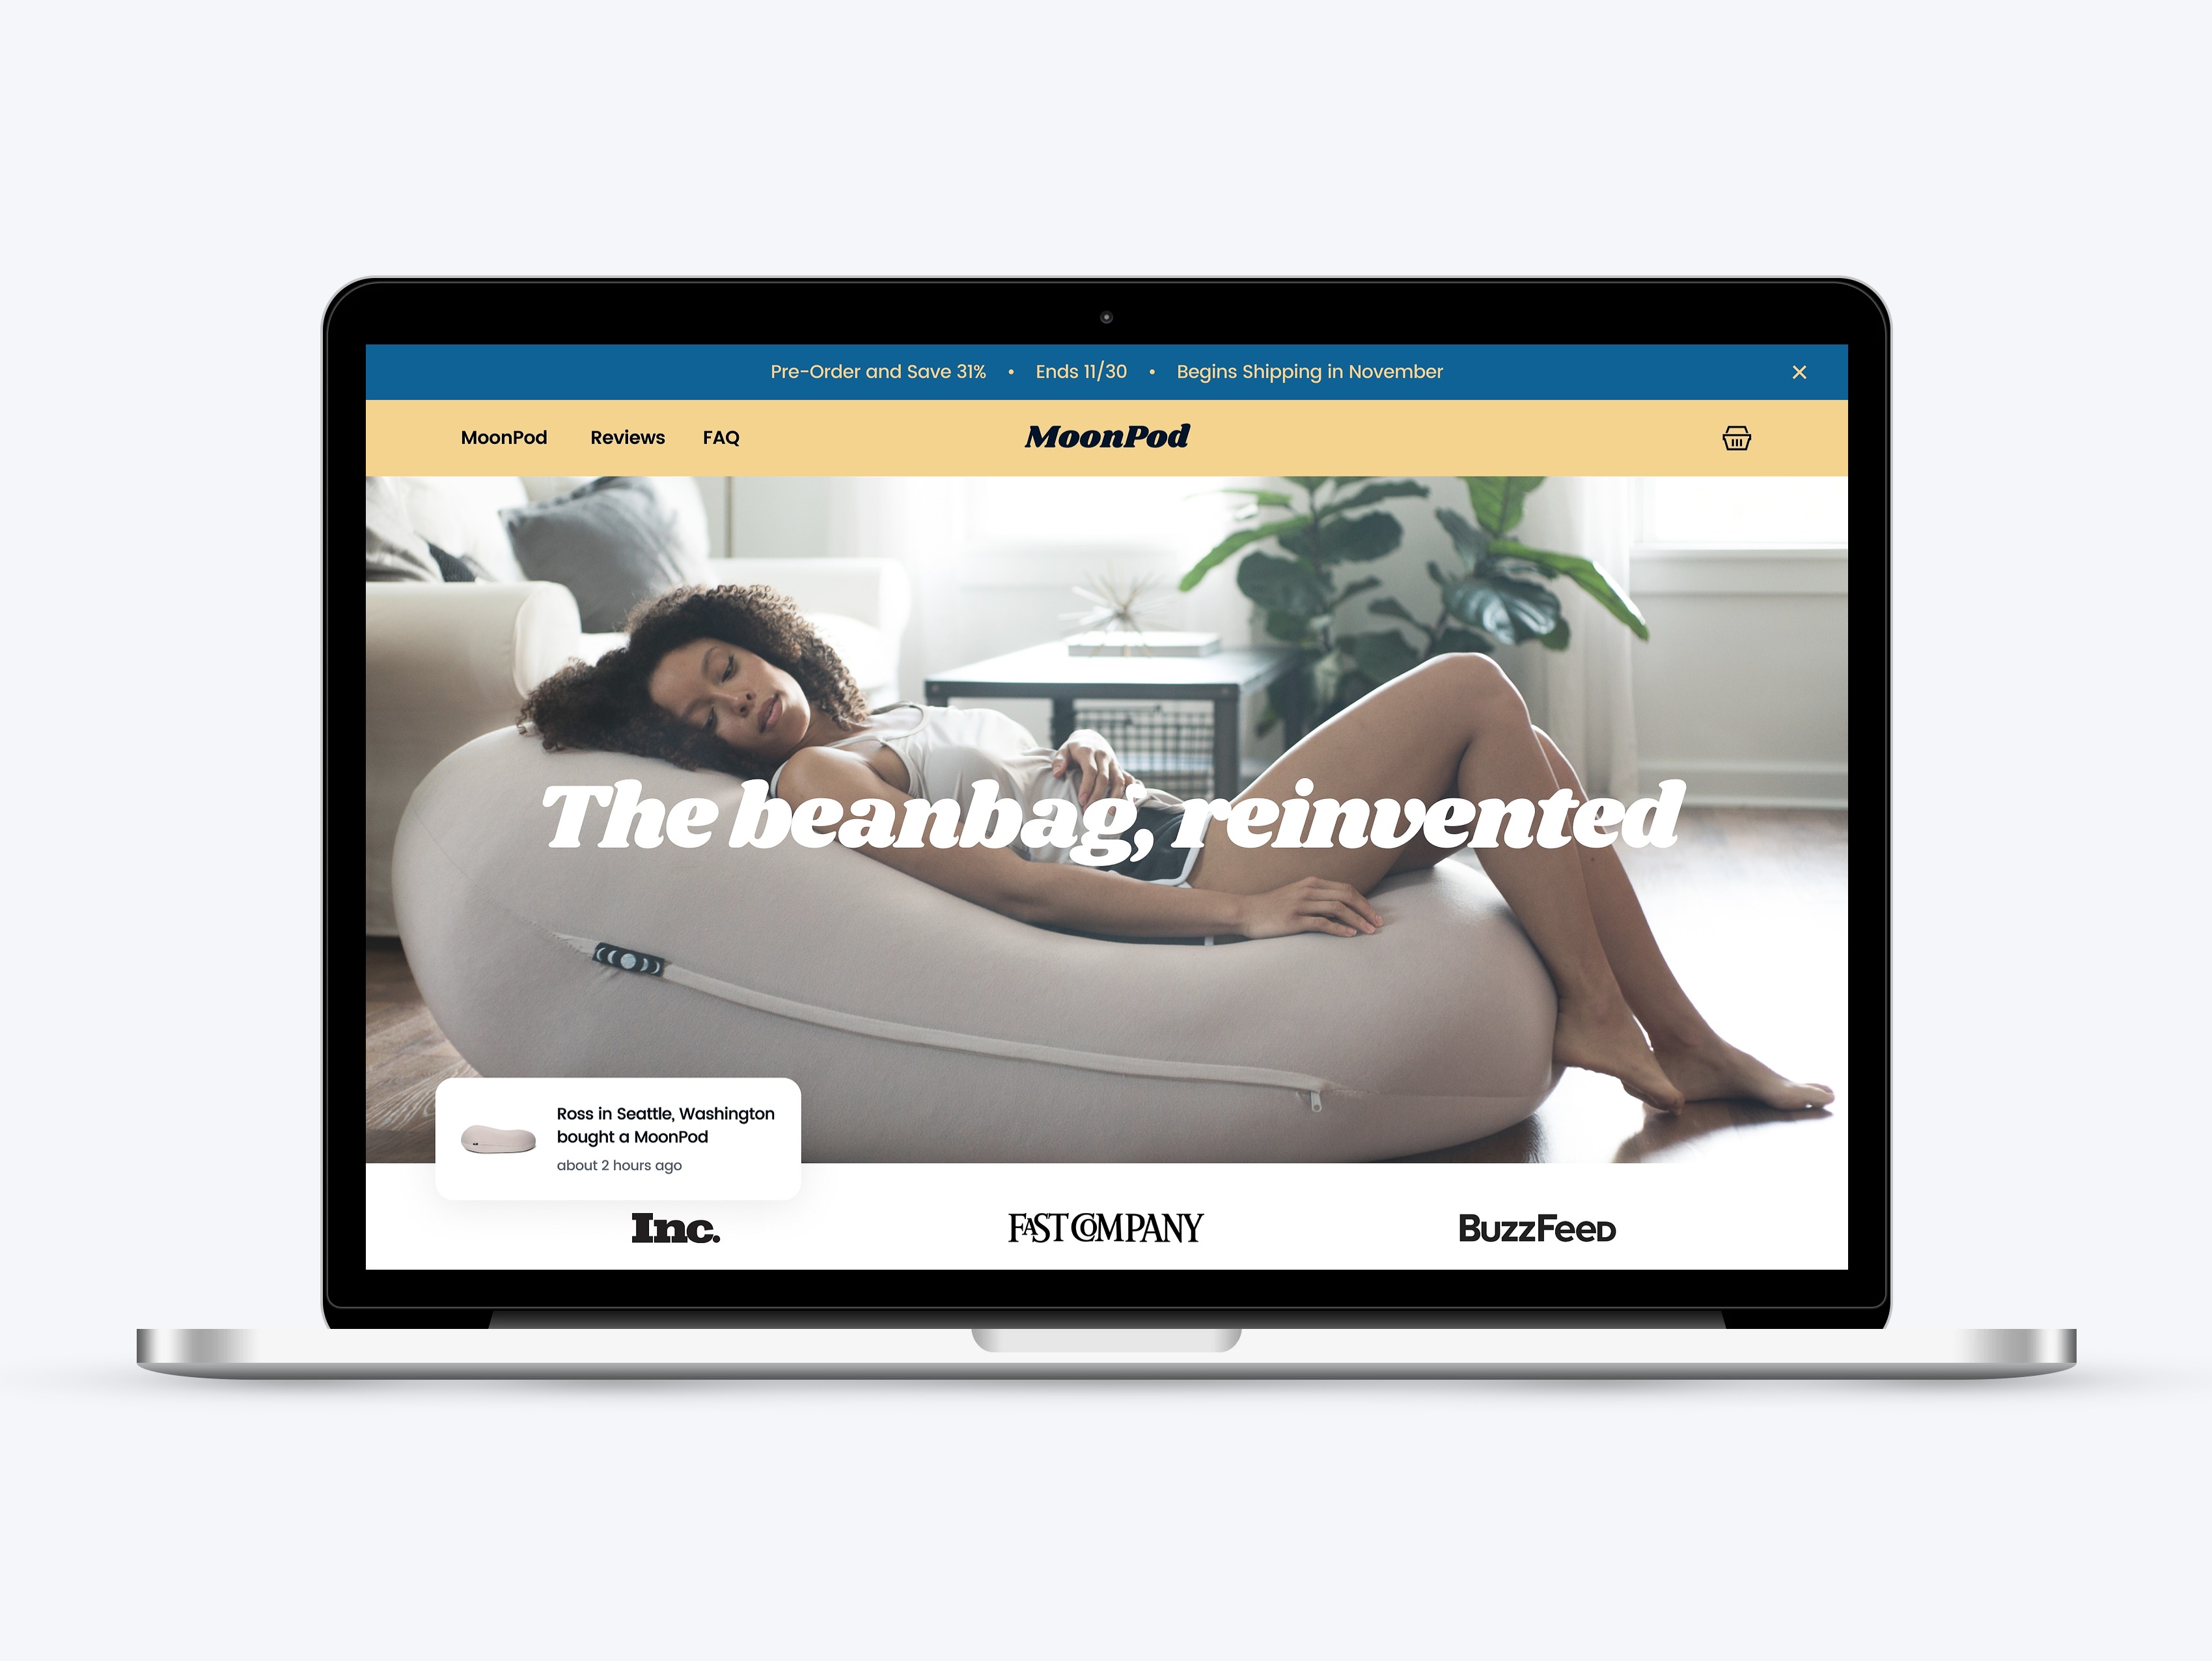 Pre-Order and Save 31% • Ends 11/30 • Begins Shipping in November
MoonPod Reviews FAQ MoonPod
The beanbag, reinvented
Ross in Seattle, Washington
bought a MoonPod
about 2 hours ago
Inc. FAST COMPANY BuzzFeeD